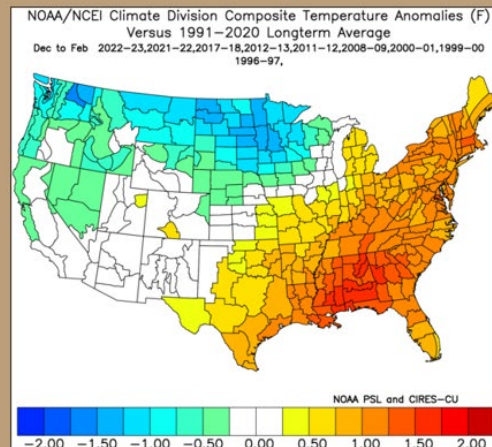 NOAA/NCEI Climate Division Composite Temperature Anomalies (F)
Versus 1991-2020 Longterm Average
Dec to Feb 2022-23,2021-22,2017-18,2012-13,2011-12,2008-09,2000-01,1999-00
1996-97,
NOAA PSL and CIRES-CU
-2.00 -1.50 -1.00 -0.50 0.00 0.50 1.00 1.50 2.00